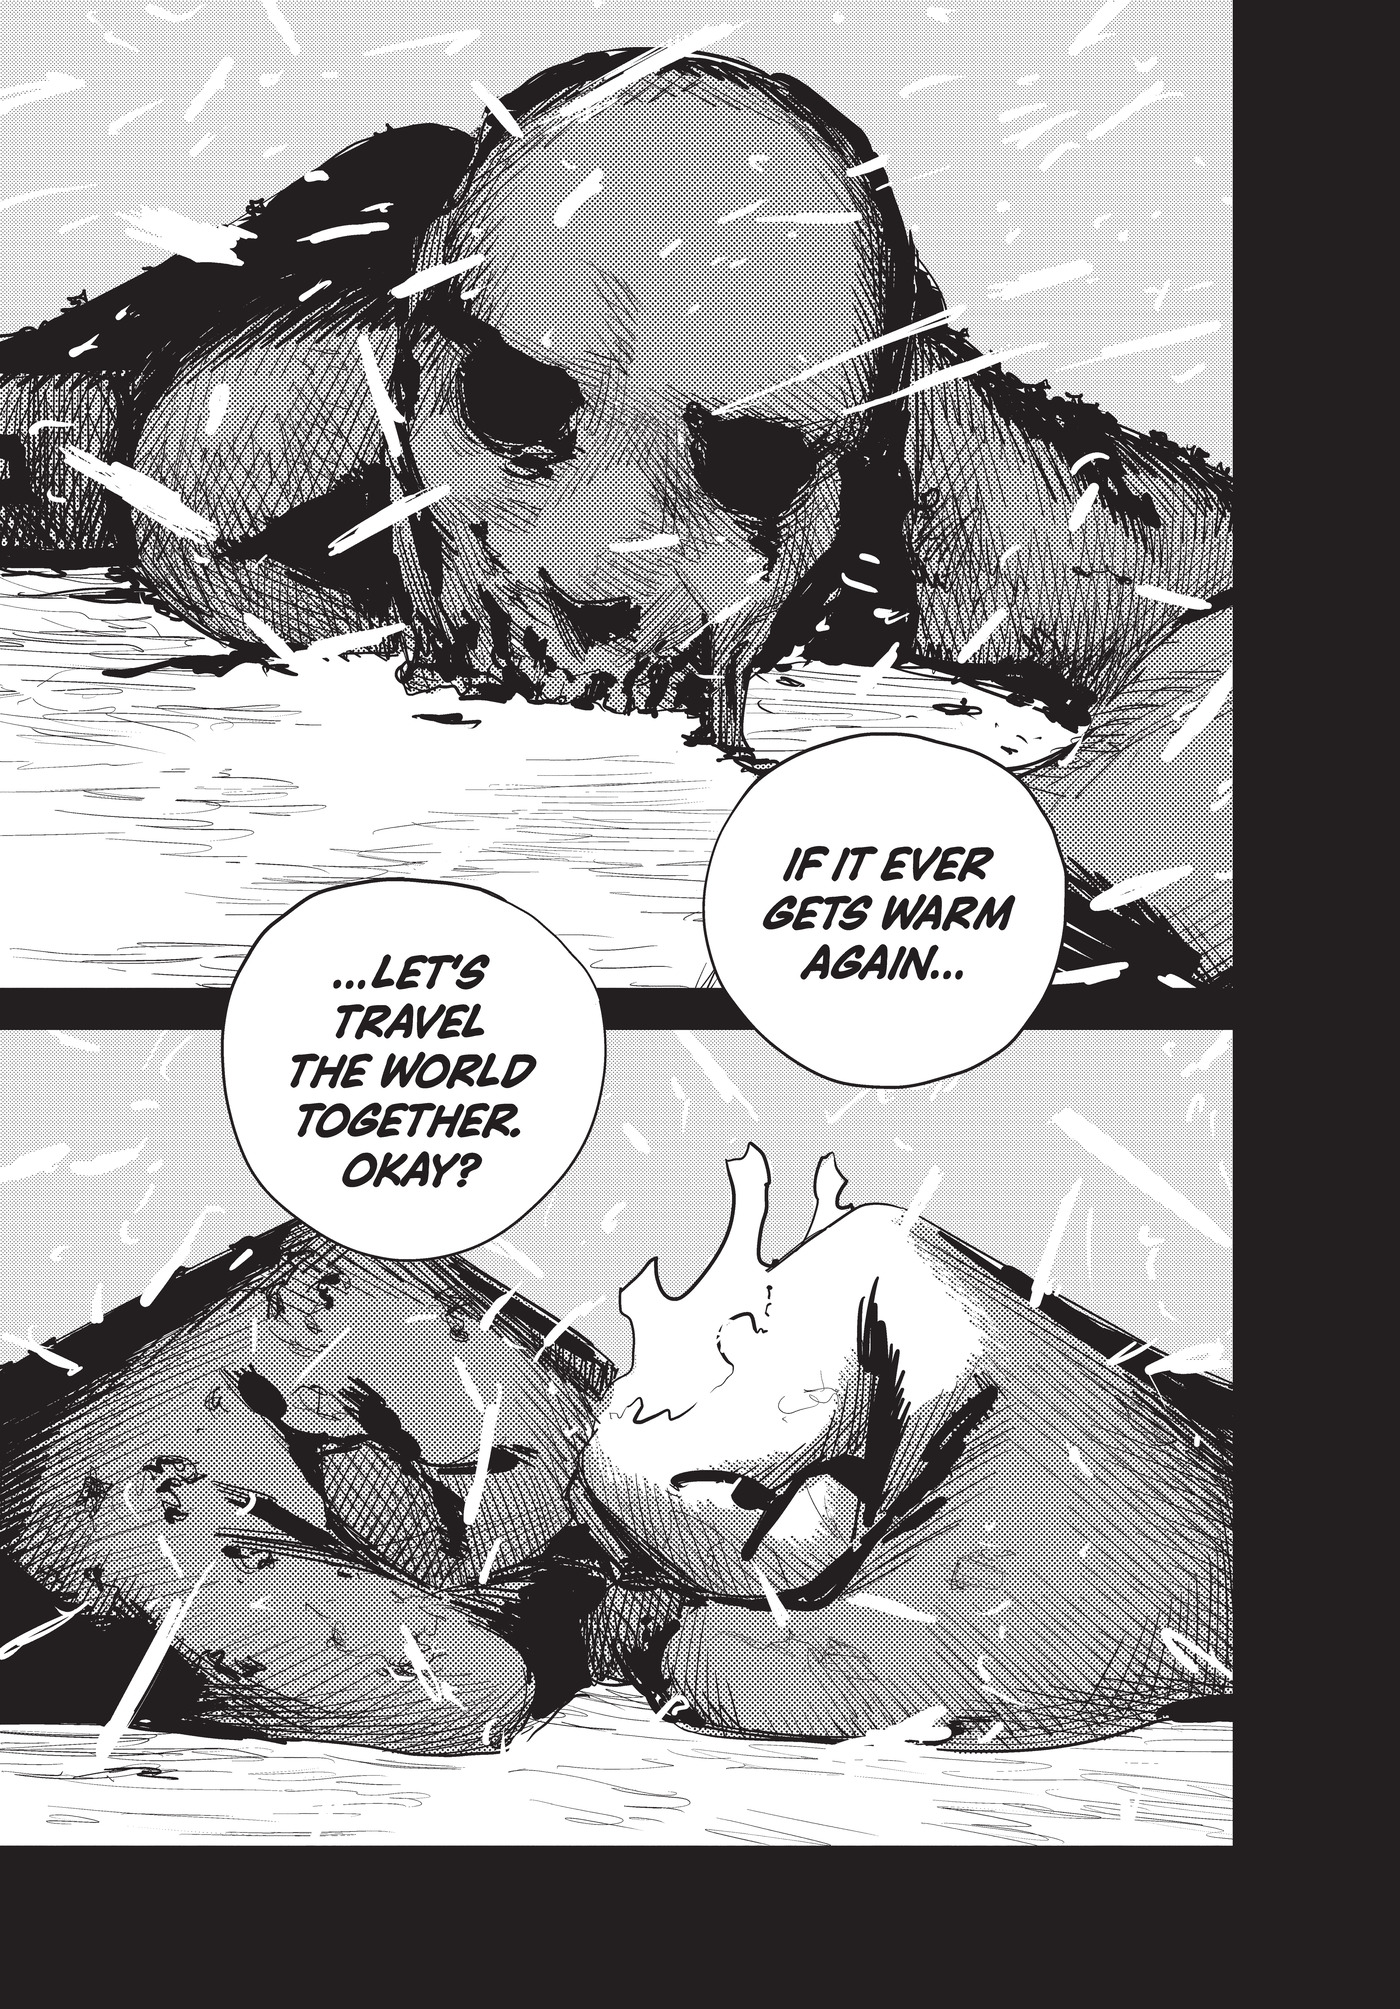 IF IT EVER
GETS WARM
AGAIN...
...LET'S
TRAVEL
THE WORLD
TOGETHER.
OKAY?